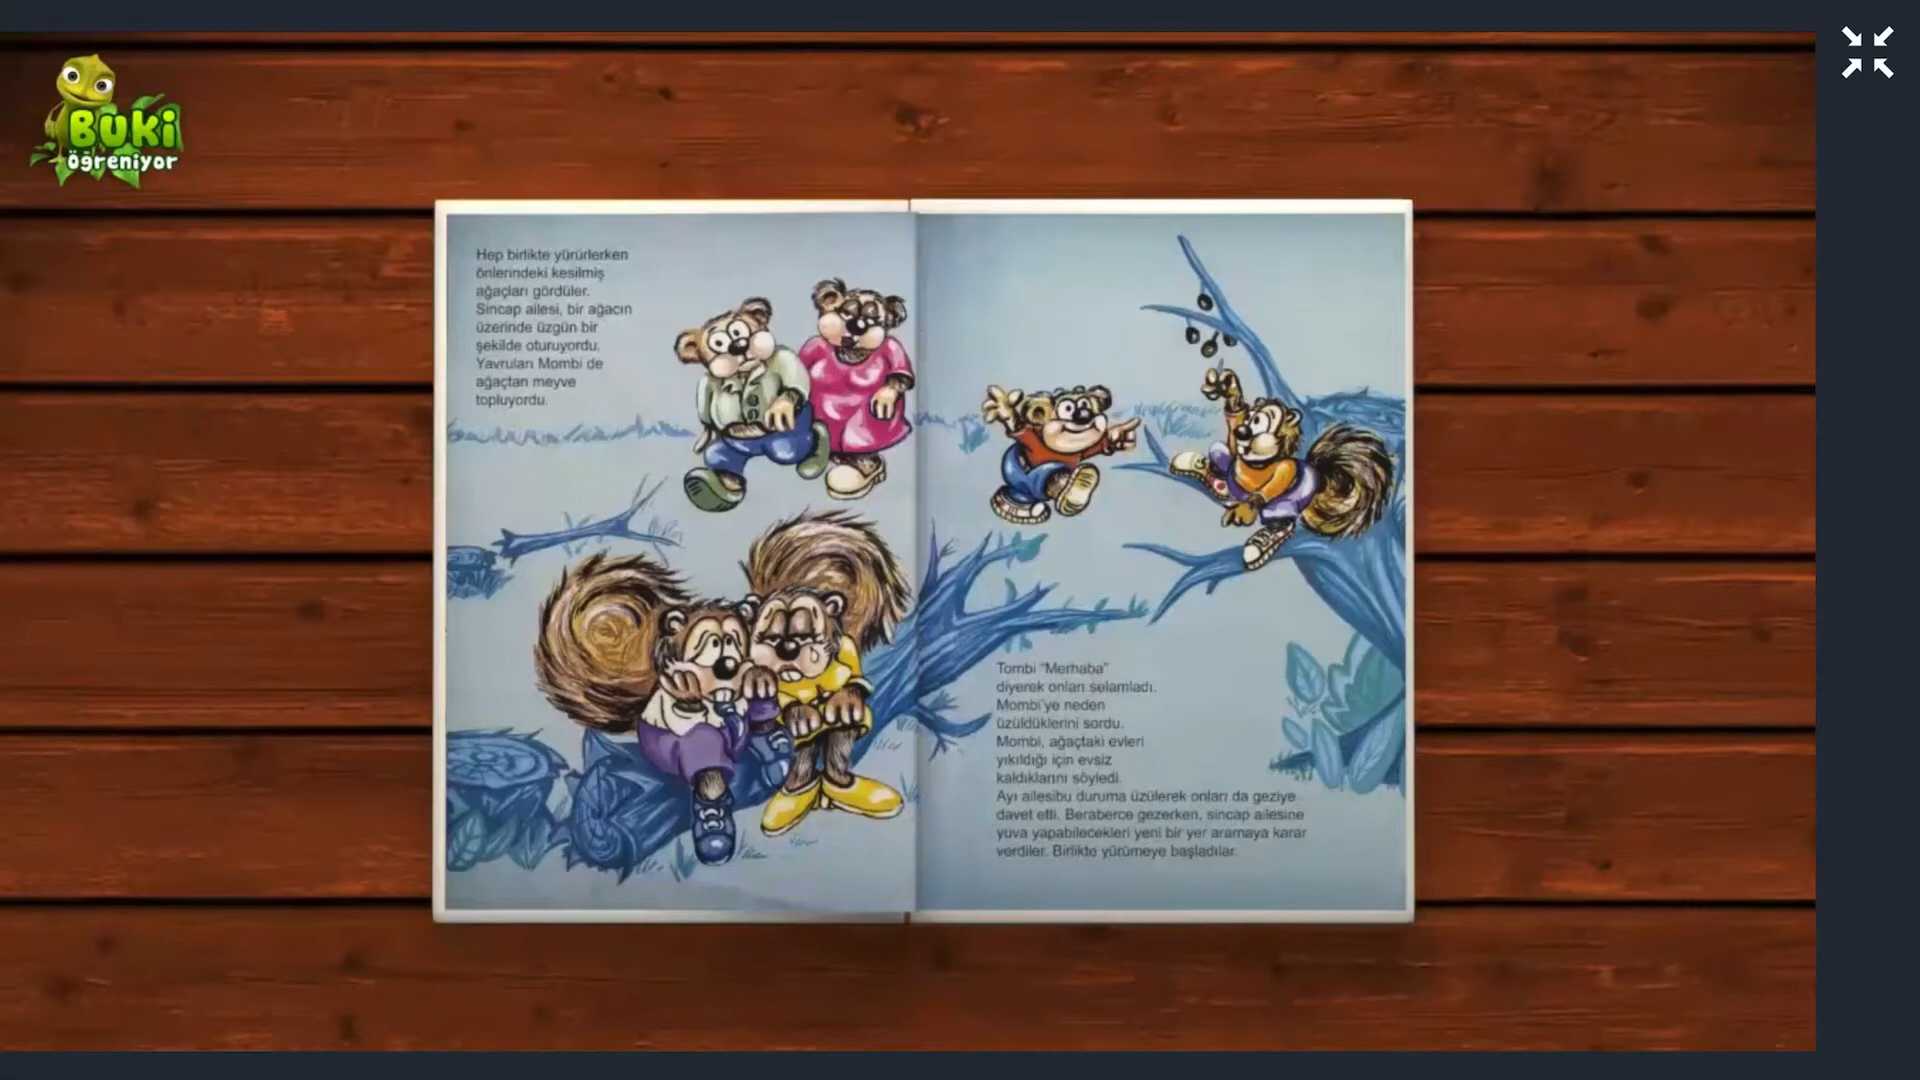 Buki
öğreniyor
Hep birlikte yürürlerken
önlerindeki kesilmiş
ağaçları gördüler.
Sincap ailesi, bir ağacın
üzerinde üzgün bir
şekilde oturuyordu.
Yavruları Mombi de
ağaçtan meyve
topluyordu.
Tombi "Merhaba"
diyerek onları selamladı.
Mombi'ye neden
üzüldüklerini sordu.
Mombi, ağaçtaki evleri
yıkıldığı için evsiz
kaldıklarını söyledi.
Ayı ailesibu duruma üzülerek onları da geziye
davet etti. Beraberce gezerken, sincap ailesine
yuva yapabilecekleri yeni bir yer aramaya karar
verdiler. Birlikte yürümeye başladılar.